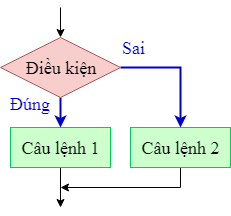 Sai
Điều kiện
Đúng
Câu lệnh 1
Câu lệnh 2